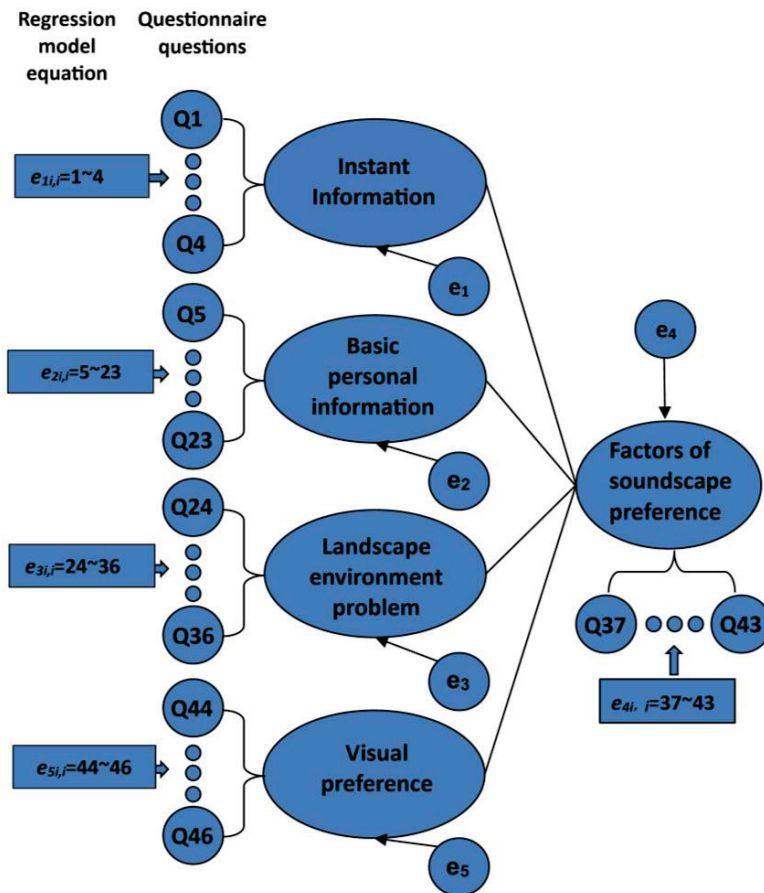 Regression
model
equation
Questionnaire
questions
Q1
e1i,i=1~4
Q4
Instant
Information
e1
Q5
e2i,i=5~23
Q23
Basic
personal
information
e2
e4
Factors of
soundscape
preference
Q24
e3i,i=24~36
Q36
Landscape
environment
problem
e3
Q37
Q43
e4i, i=37~43
Q44
e5i,i=44~46
Q46
Visual
preference
e5